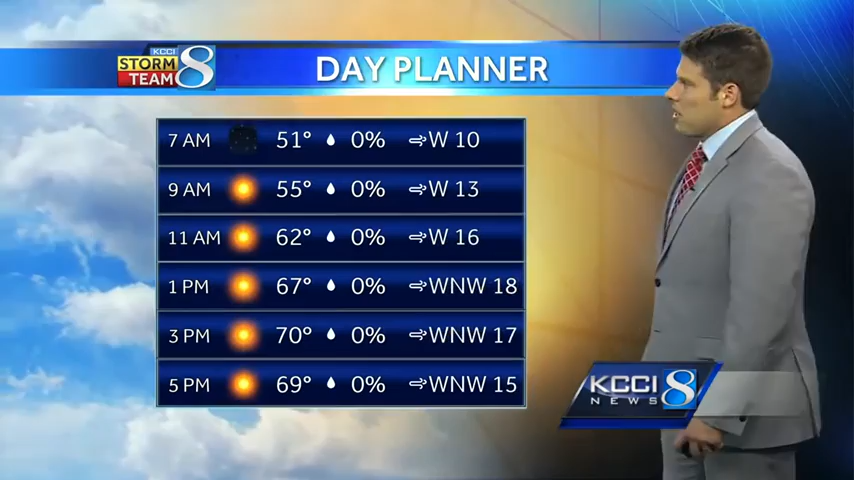 KCCI
STORM
TEAM 8
DAY PLANNER
7 AM 51° 0% W 10
9 AM 55° 0% W 13
11 AM 62° 0% W 16
1 PM 67° 0% WNW 18
3 PM 70° 0% WNW 17
5 PM 69° 0% WNW 15
KCCI 8
NEWS